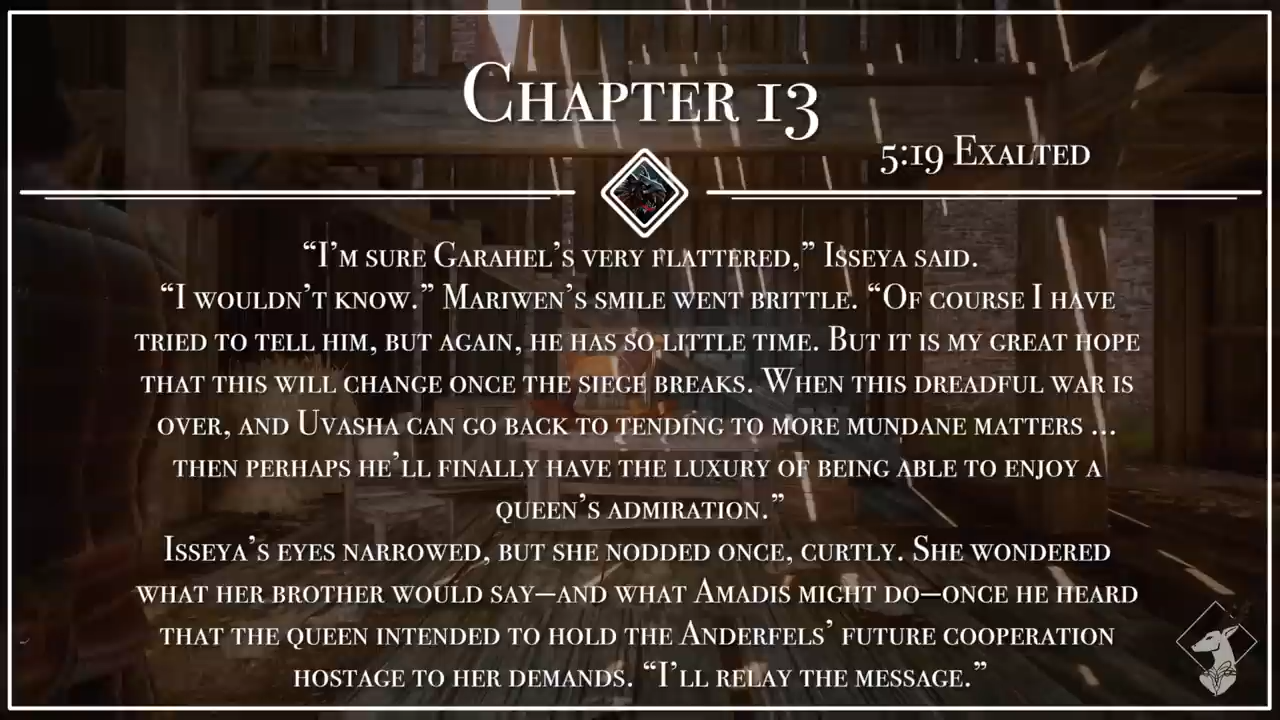 Chapter 13
5:19 Exalted
“I’m sure Garahel’s very flattered,” Isseya said.
“I wouldn’t know.” Mariwen’s smile went brittle. “Of course I have
tried to tell him, but again, he has so little time. But it is my great hope
that this will change once the siege breaks. When this dreadful war is
over, and Uvasha can go back to tending to more mundane matters ...
then perhaps he’ll finally have the luxury of being able to enjoy a
queen’s admiration.”
Isseya’s eyes narrowed, but she nodded once, curtly. She wondered
what her brother would say—and what Amadis might do—once he heard
that the queen intended to hold the Anderfels’ future cooperation
hostage to her demands. “I’ll relay the message.”